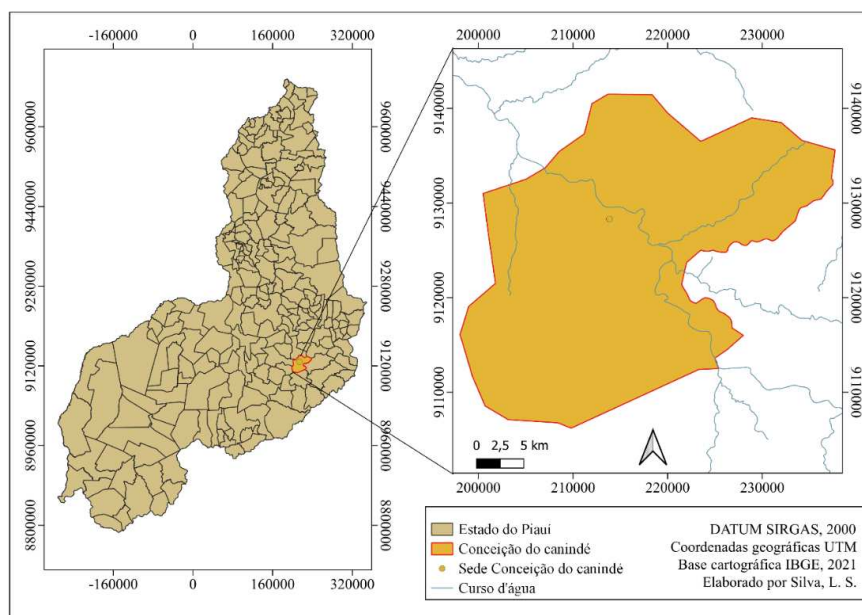 -160000 0 160000 320000
200000 210000 220000 230000
9600000
9440000
9280000
9120000
8960000
8800000
9600000
9440000
9280000
9120000
8960000
8800000
-160000 0 160000 320000
9140000
9130000
9120000
9110000
9140000
9130000
9120000
9110000
0 2,5 5 km
200000 210000 220000 230000
Estado do Piauí
Conceição do canindé
Sede Conceição do canindé
Curso d'água
DATUM SIRGAS, 2000
Coordenadas geográficas UTM
Base cartográfica IBGE, 2021
Elaborado por Silva, L. S.